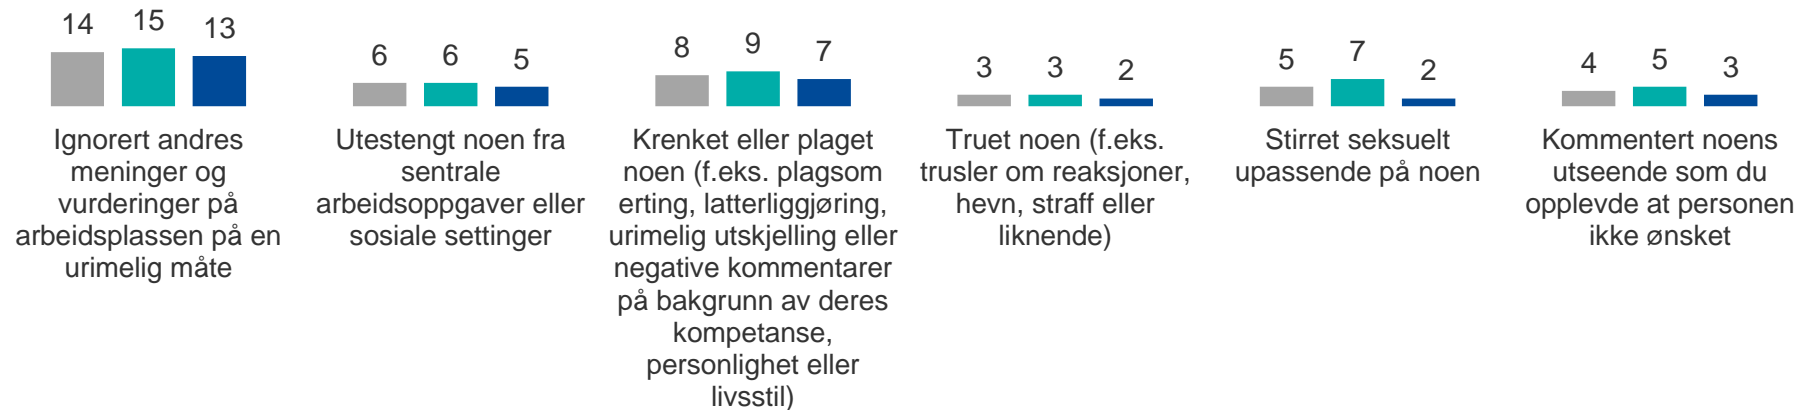 14 15 13
Ignorert andres
meninger og
vurderinger på
arbeidsplassen på en
urimelig måte
6 6 5
Utestengt noen fra
sentrale
arbeidsoppgaver eller
sosiale settinger
8 9 7
Krenket eller plaget
noen (f.eks. plagsom
erting, latterliggjøring,
urimelig utskjelling eller
negative kommentarer
på bakgrunn av deres
kompetanse,
personlighet eller
livsstil)
3 3 2
Truet noen (f.eks.
trusler om reaksjoner,
hevn, straff eller
liknende)
5 7 2
Stirret seksuelt
upassende på noen
4 5 3
Kommentert noens
utseende som du
opplevde at personen
ikke ønsket